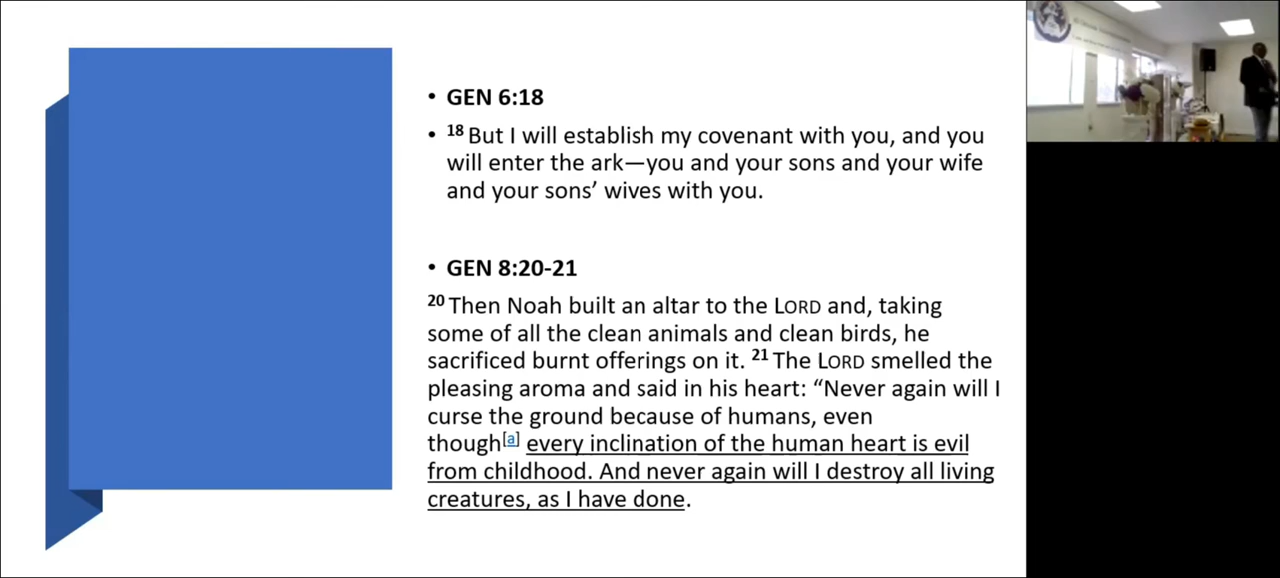 • GEN 6:18
• 18 But I will establish my covenant with you, and you
will enter the ark—you and your sons and your wife
and your sons’ wives with you.
• GEN 8:20-21
20 Then Noah built an altar to the LORD and, taking
some of all the clean animals and clean birds, he
sacrificed burnt offerings on it. 21 The LORD smelled the
pleasing aroma and said in his heart: “Never again will I
curse the ground because of humans, even
though[a] every inclination of the human heart is evil
from childhood. And never again will I destroy all living
creatures, as I have done.